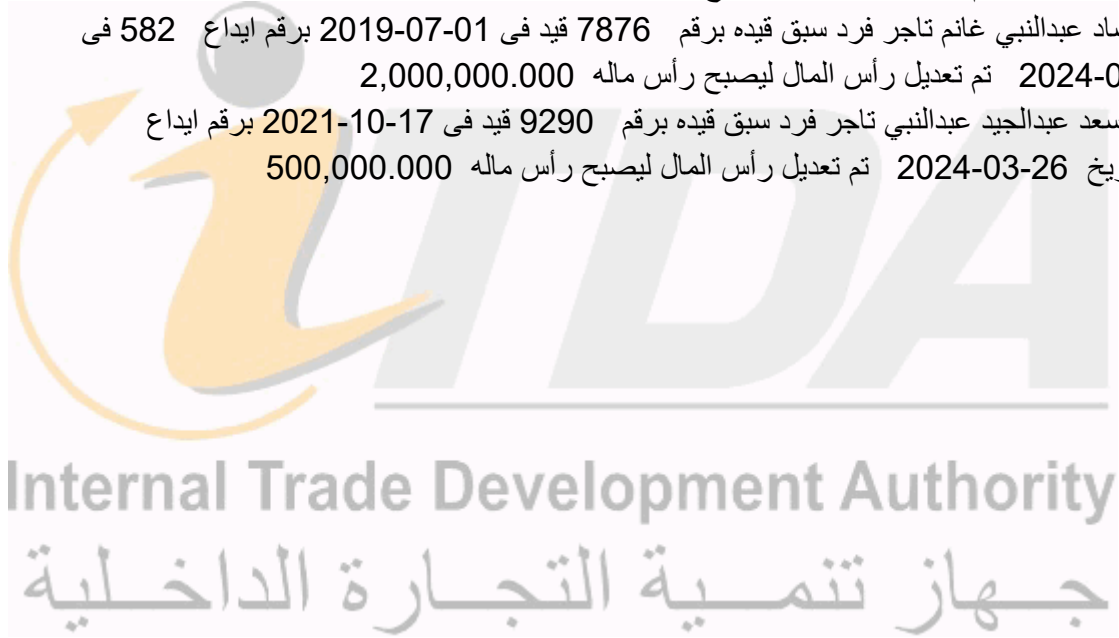 عبدالنبي غانم تاجر فرد سبق قيده برقم 7876 قيد فى 01-07-2019 برقم ايداع 582 فى
2024-0 تم تعديل رأس المال ليصبح رأس ماله 2,000,000.000
سعد عبدالجيد عبدالنبي تاجر فرد سبق قيده برقم 9290 قيد فى 17-10-2021 برقم ايداع
26-03-2024 تم تعديل رأس المال ليصبح رأس ماله 500,000.000
iTDA
Internal Trade Development Authority
جهاز تنمية التجارة الداخلية